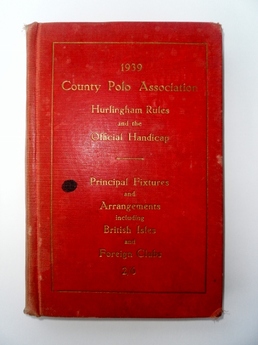 1939
County Polo Association
Hurlingham Rules
and the
Official Handicap
Principal Fixtures
and
Arrangements
including
British Isles
and
Foreign